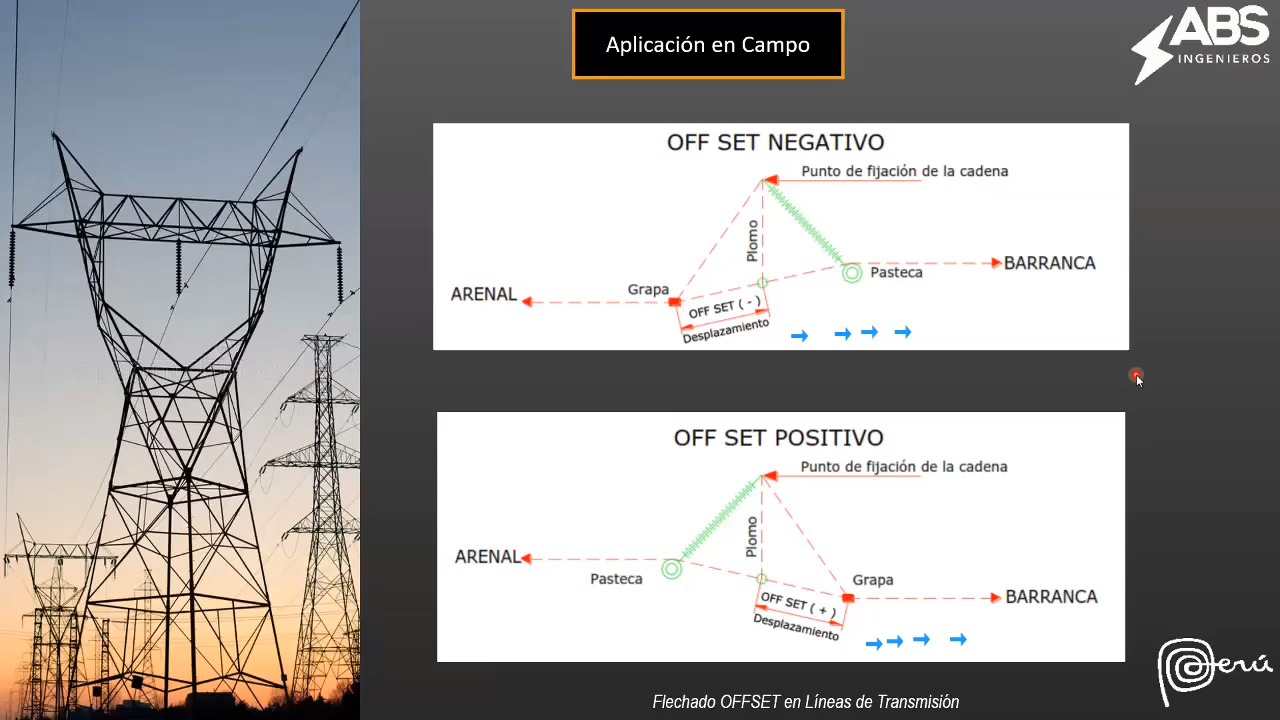 Aplicación en Campo
ABS
INGENIEROS
OFF SET NEGATIVO
Punto de fijación de la cadena
Plomo
BARRANCA
Pasteca
Grapa
ARENAL
OFF SET ( - )
Desplazamiento
OFF SET POSITIVO
Punto de fijación de la cadena
Plomo
ARENAL
Pasteca
Grapa
BARRANCA
OFF SET ( + )
Desplazamiento
Perú
Flechado OFFSET en Líneas de Transmisión